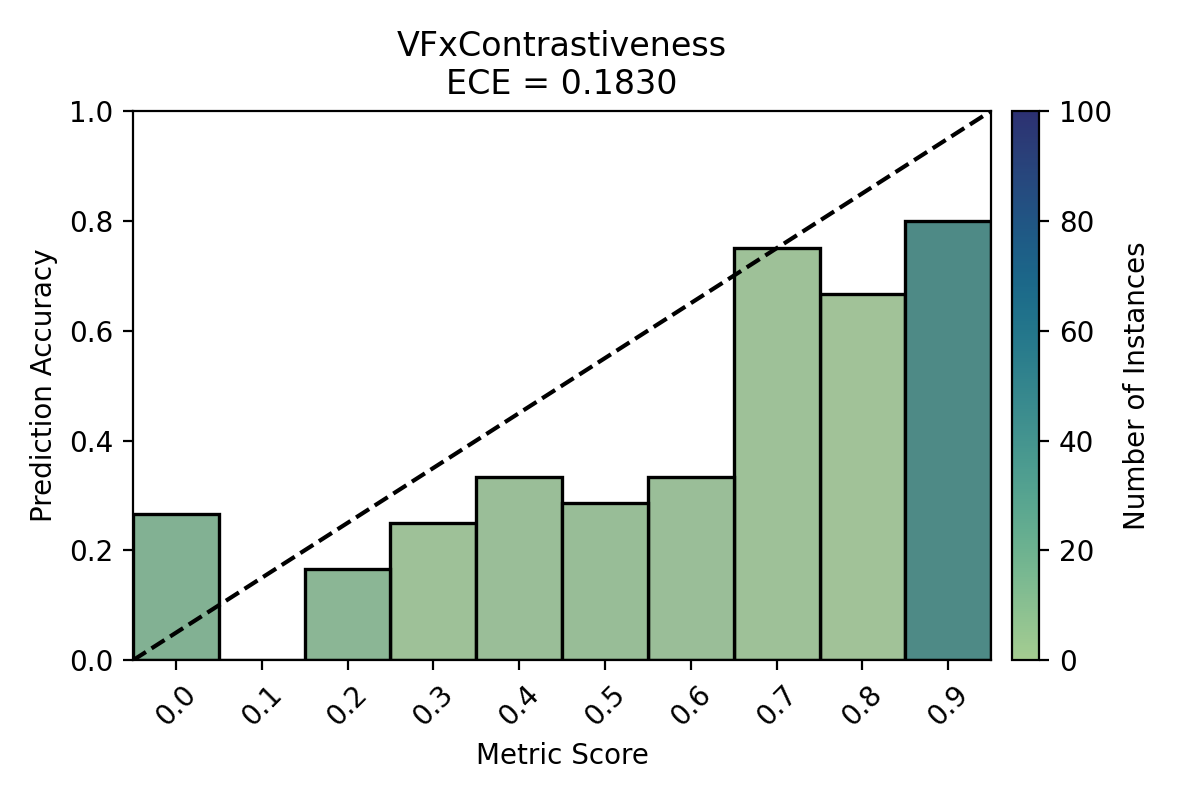 VFxContrastiveness
ECE = 0.1830
Prediction Accuracy
1.0
0.8
0.6
0.4
0.2
0.0
0.0 0.1 0.2 0.3 0.4 0.5 0.6 0.7 0.8 0.9
Metric Score
100
80
60
40
20
0
Number of Instances